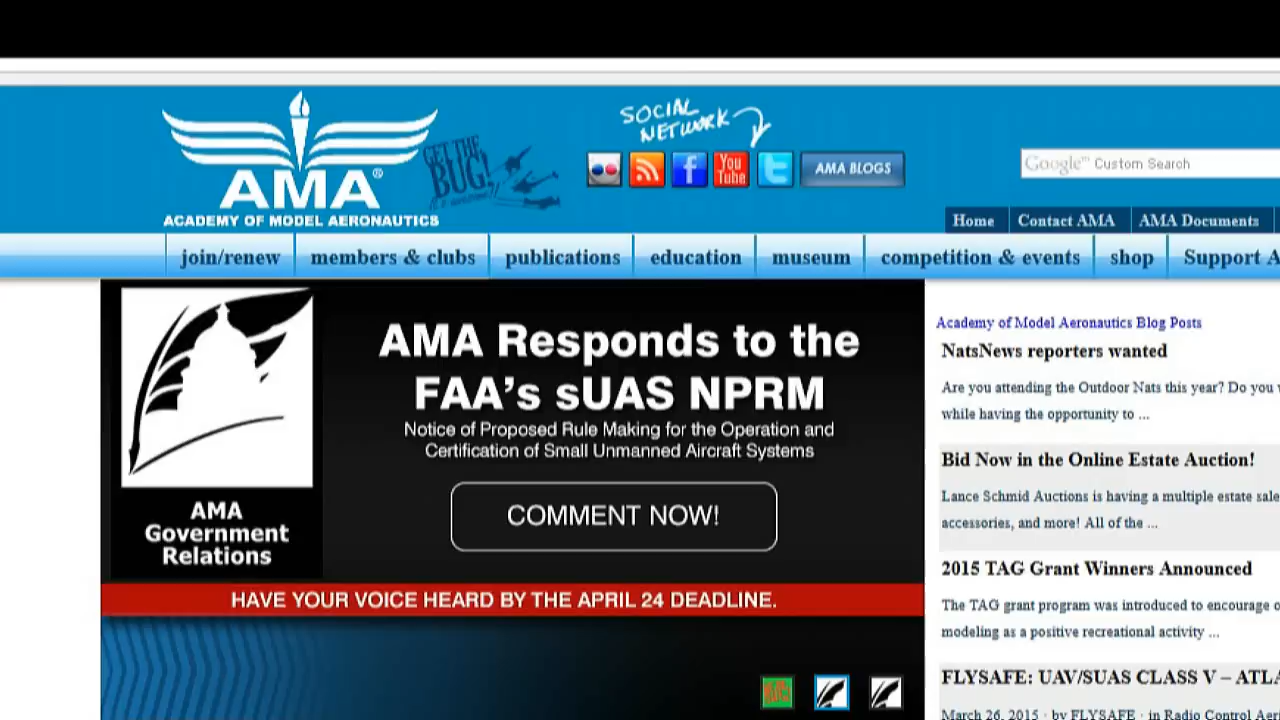 SOCIAL
NETWORK
GET THE
BUG!
AMA®
ACADEMY OF MODEL AERONAUTICS
You
Tube
AMA BLOGS
Google™ Custom Search
Home
Contact AMA
AMA Documents
join/renew
members & clubs
publications
education
museum
competition & events
shop
Support A
AMA Responds to the
FAA's sUAS NPRM
Notice of Proposed Rule Making for the Operation and
Certification of Small Unmanned Aircraft Systems
COMMENT NOW!
AMA
Government
Relations
HAVE YOUR VOICE HEARD BY THE APRIL 24 DEADLINE.
Academy of Model Aeronautics Blog Posts
NatsNews reporters wanted
Are you attending the Outdoor Nats this year? Do you
while having the opportunity to ...
Bid Now in the Online Estate Auction!
Lance Schmid Auctions is having a multiple estate sale
accessories, and more! All of the ...
2015 TAG Grant Winners Announced
The TAG grant program was introduced to encourage
modeling as a positive recreational activity ...
FLYSAFE: UAV/SUAS CLASS V – ATLA
March 26, 2015 · by FLYSAFE · in Radio Control Aeri